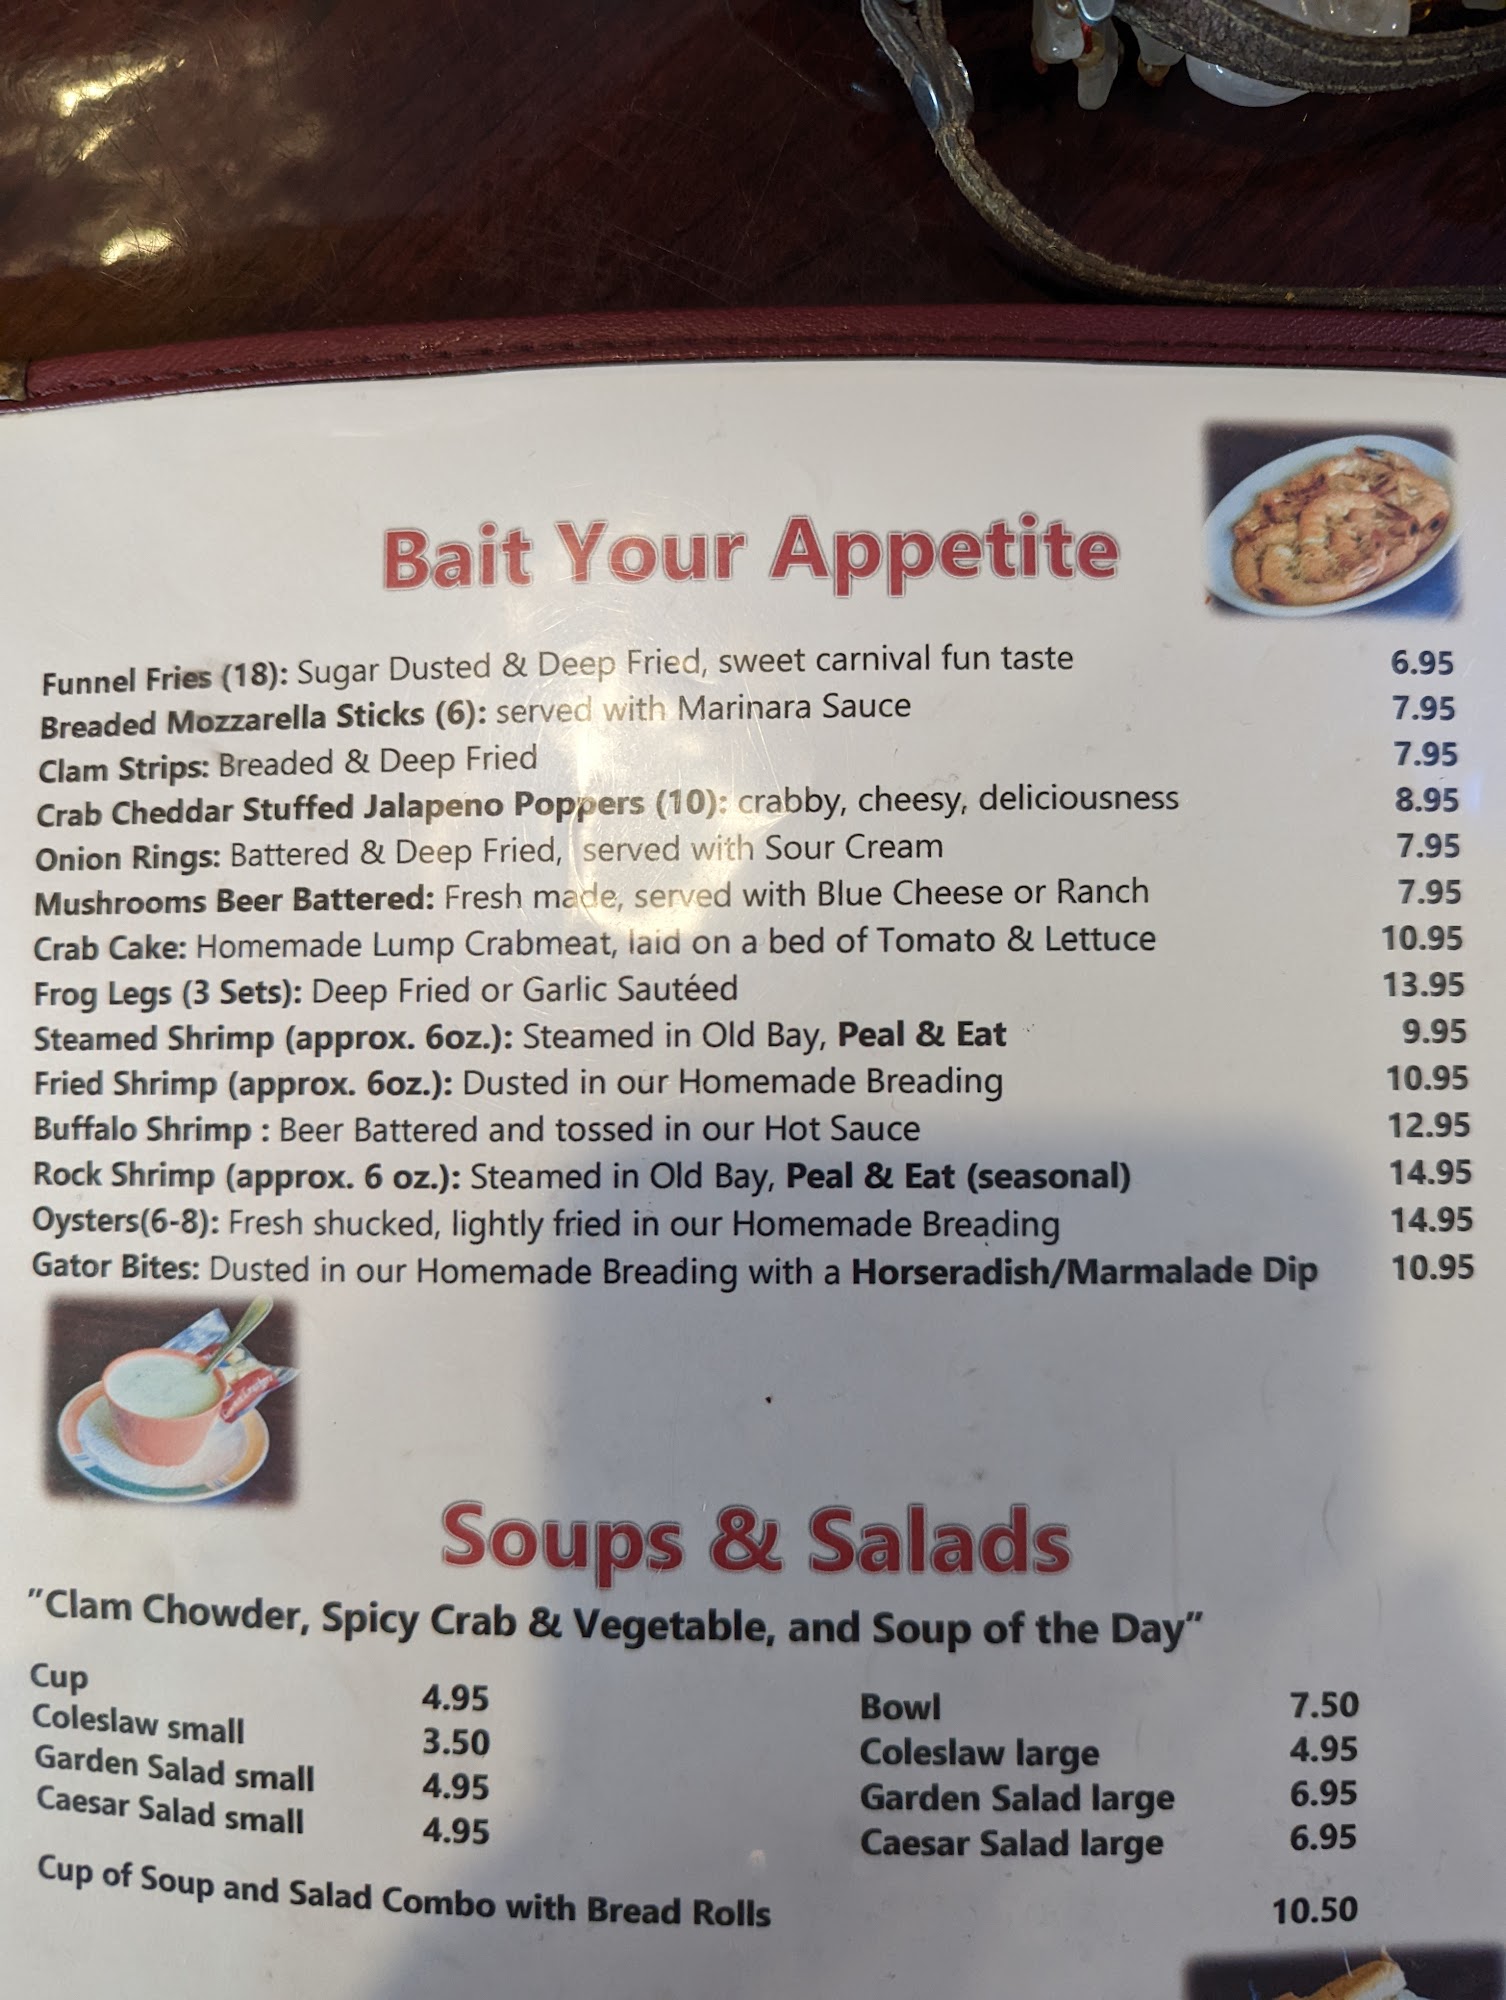 Bait Your Appetite
Funnel Fries (18): Sugar Dusted & Deep Fried, sweet carnival fun taste 6.95
Breaded Mozzarella Sticks (6): served with Marinara Sauce 7.95
Clam Strips: Breaded & Deep Fried 7.95
Crab Cheddar Stuffed Jalapeno Poppers (10): crabby, cheesy, deliciousness 8.95
Onion Rings: Battered & Deep Fried, served with Sour Cream 7.95
Mushrooms Beer Battered: Fresh made, served with Blue Cheese or Ranch 7.95
Crab Cake: Homemade Lump Crabmeat, laid on a bed of Tomato & Lettuce 10.95
Frog Legs (3 Sets): Deep Fried or Garlic Sautéed 13.95
Steamed Shrimp (approx. 6oz.): Steamed in Old Bay, Peal & Eat 9.95
Fried Shrimp (approx. 6oz.): Dusted in our Homemade Breading 10.95
Buffalo Shrimp : Beer Battered and tossed in our Hot Sauce 12.95
Rock Shrimp (approx. 6 oz.): Steamed in Old Bay, Peal & Eat (seasonal) 14.95
Oysters(6-8): Fresh shucked, lightly fried in our Homemade Breading 14.95
Gator Bites: Dusted in our Homemade Breading with a Horseradish/Marmalade Dip 10.95
Soups & Salads
"Clam Chowder, Spicy Crab & Vegetable, and Soup of the Day"
Cup 4.95 Bowl 7.50
Coleslaw small 3.50 Coleslaw large 4.95
Garden Salad small 4.95 Garden Salad large 6.95
Caesar Salad small 4.95 Caesar Salad large 6.95
Cup of Soup and Salad Combo with Bread Rolls 10.50